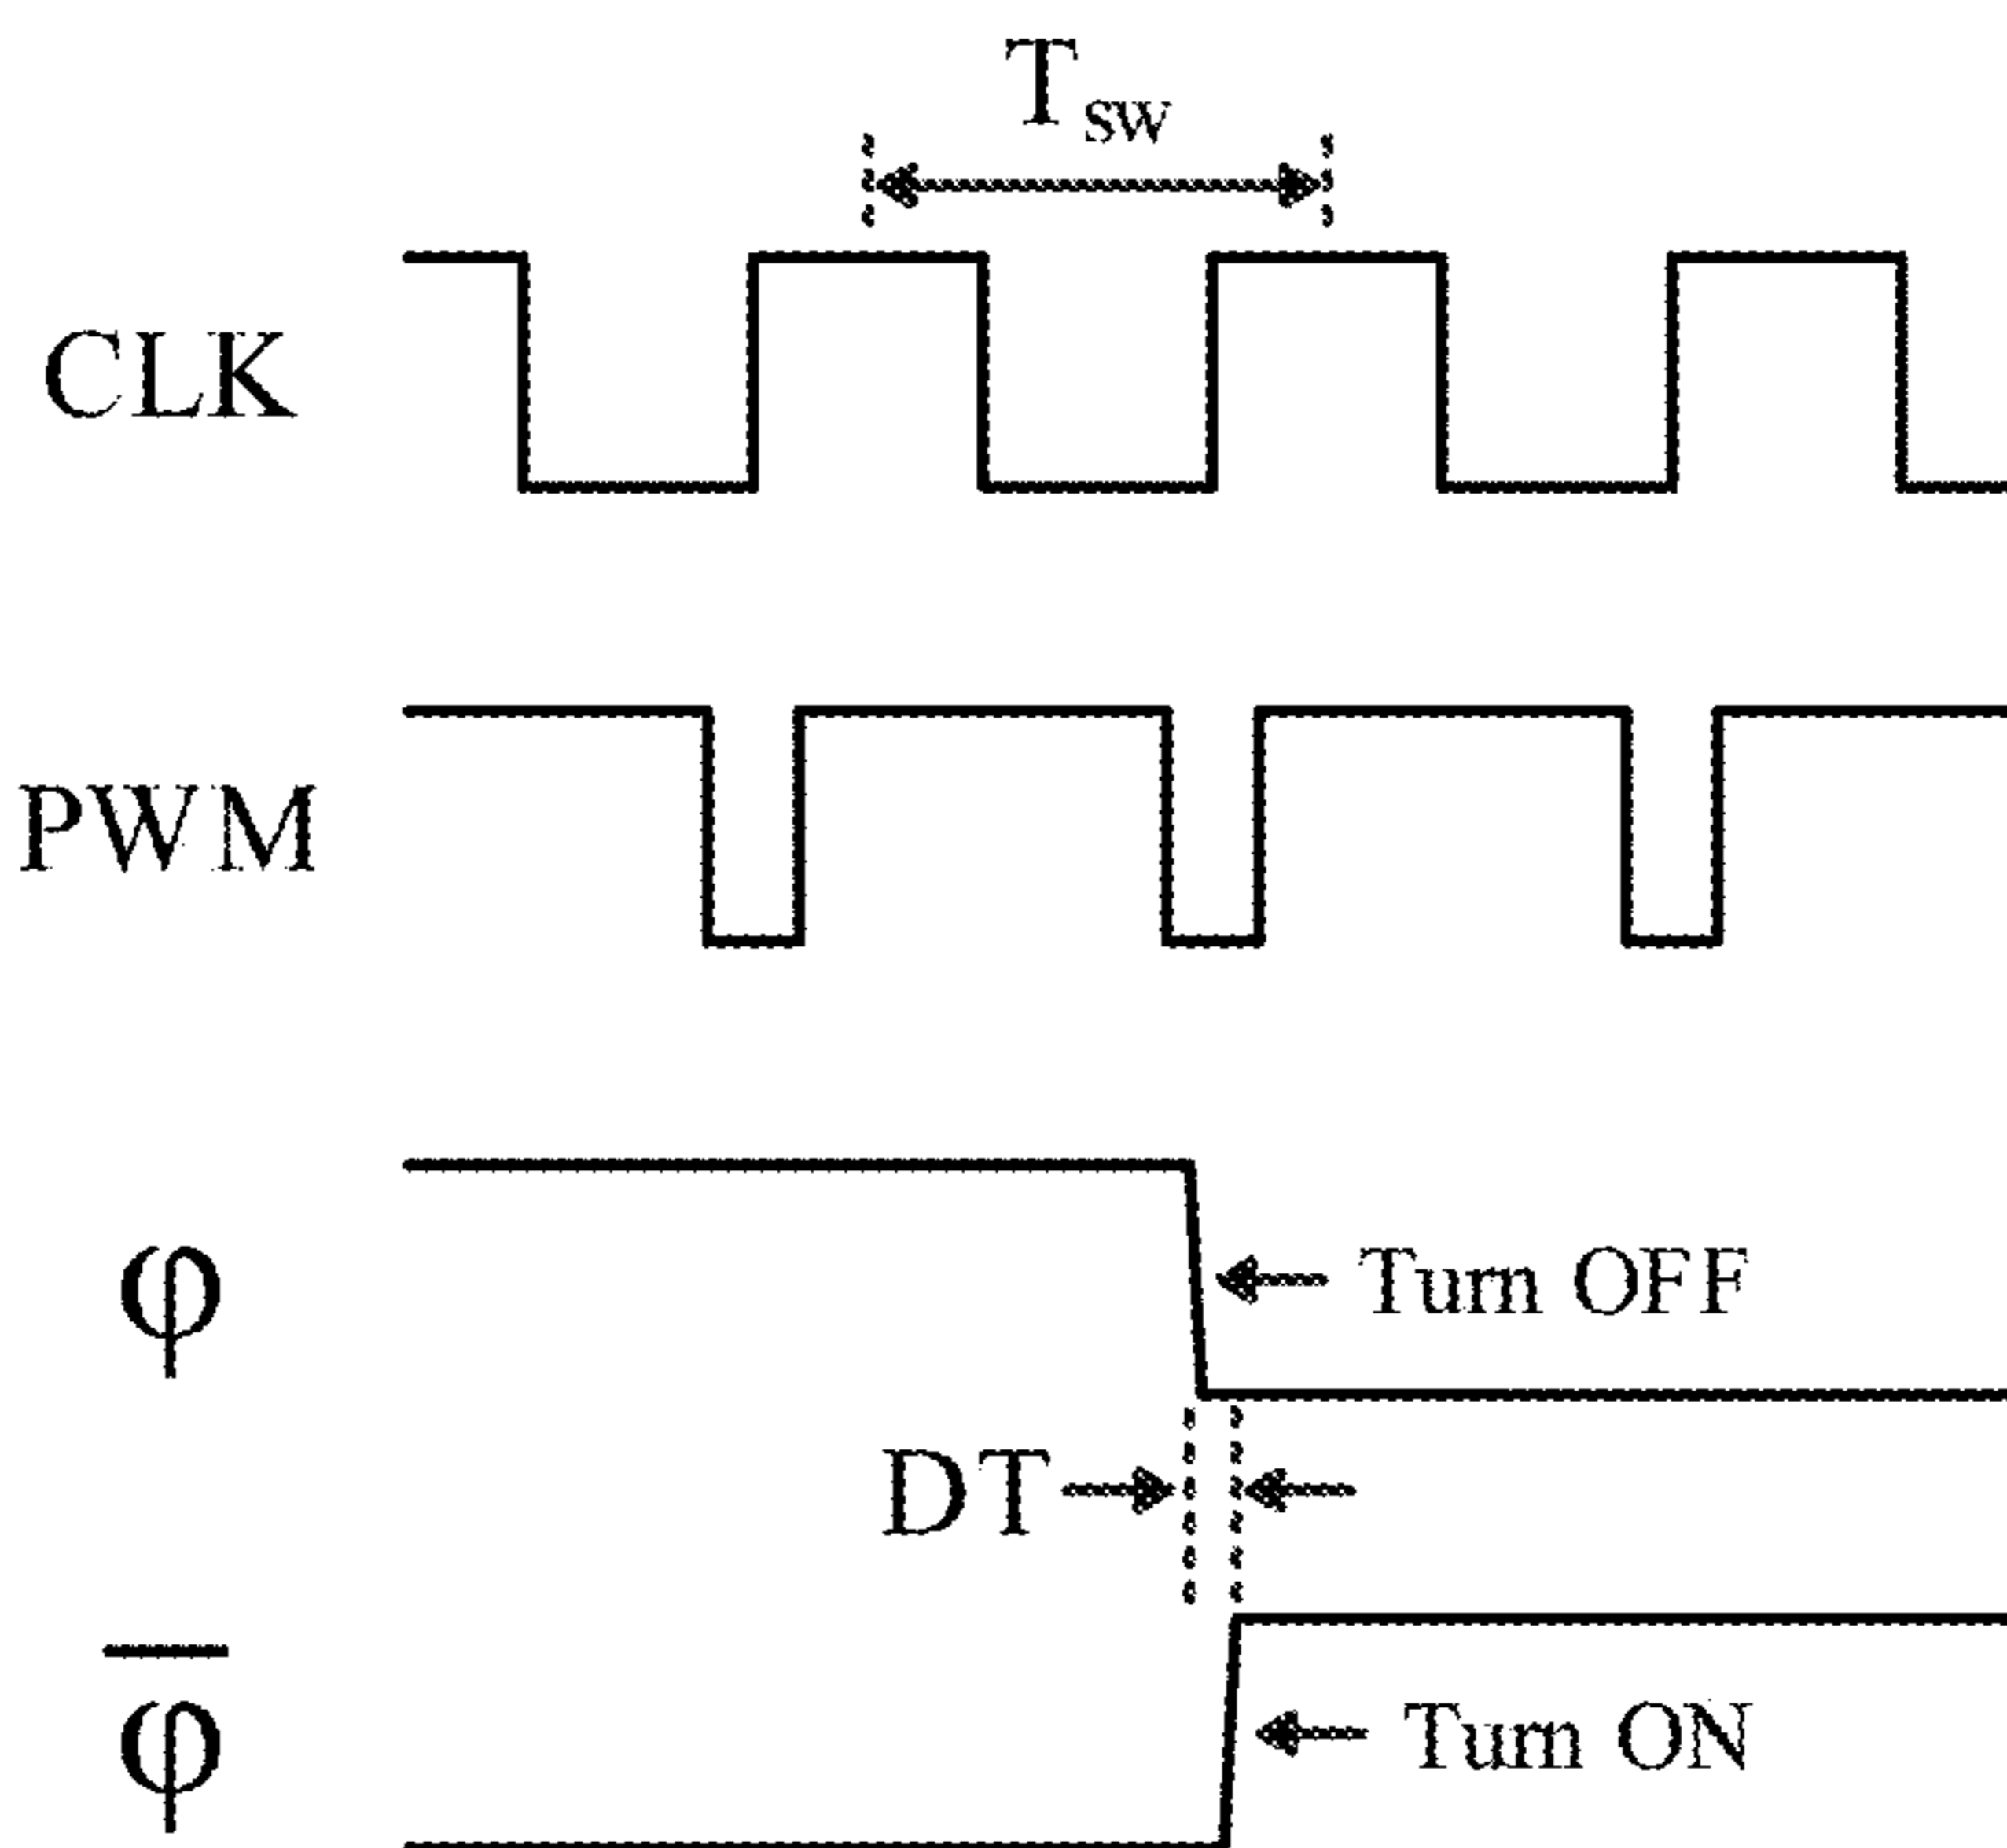 T_sw
CLK
PWM
φ
Turn OFF
DT
φ̅
Turn ON